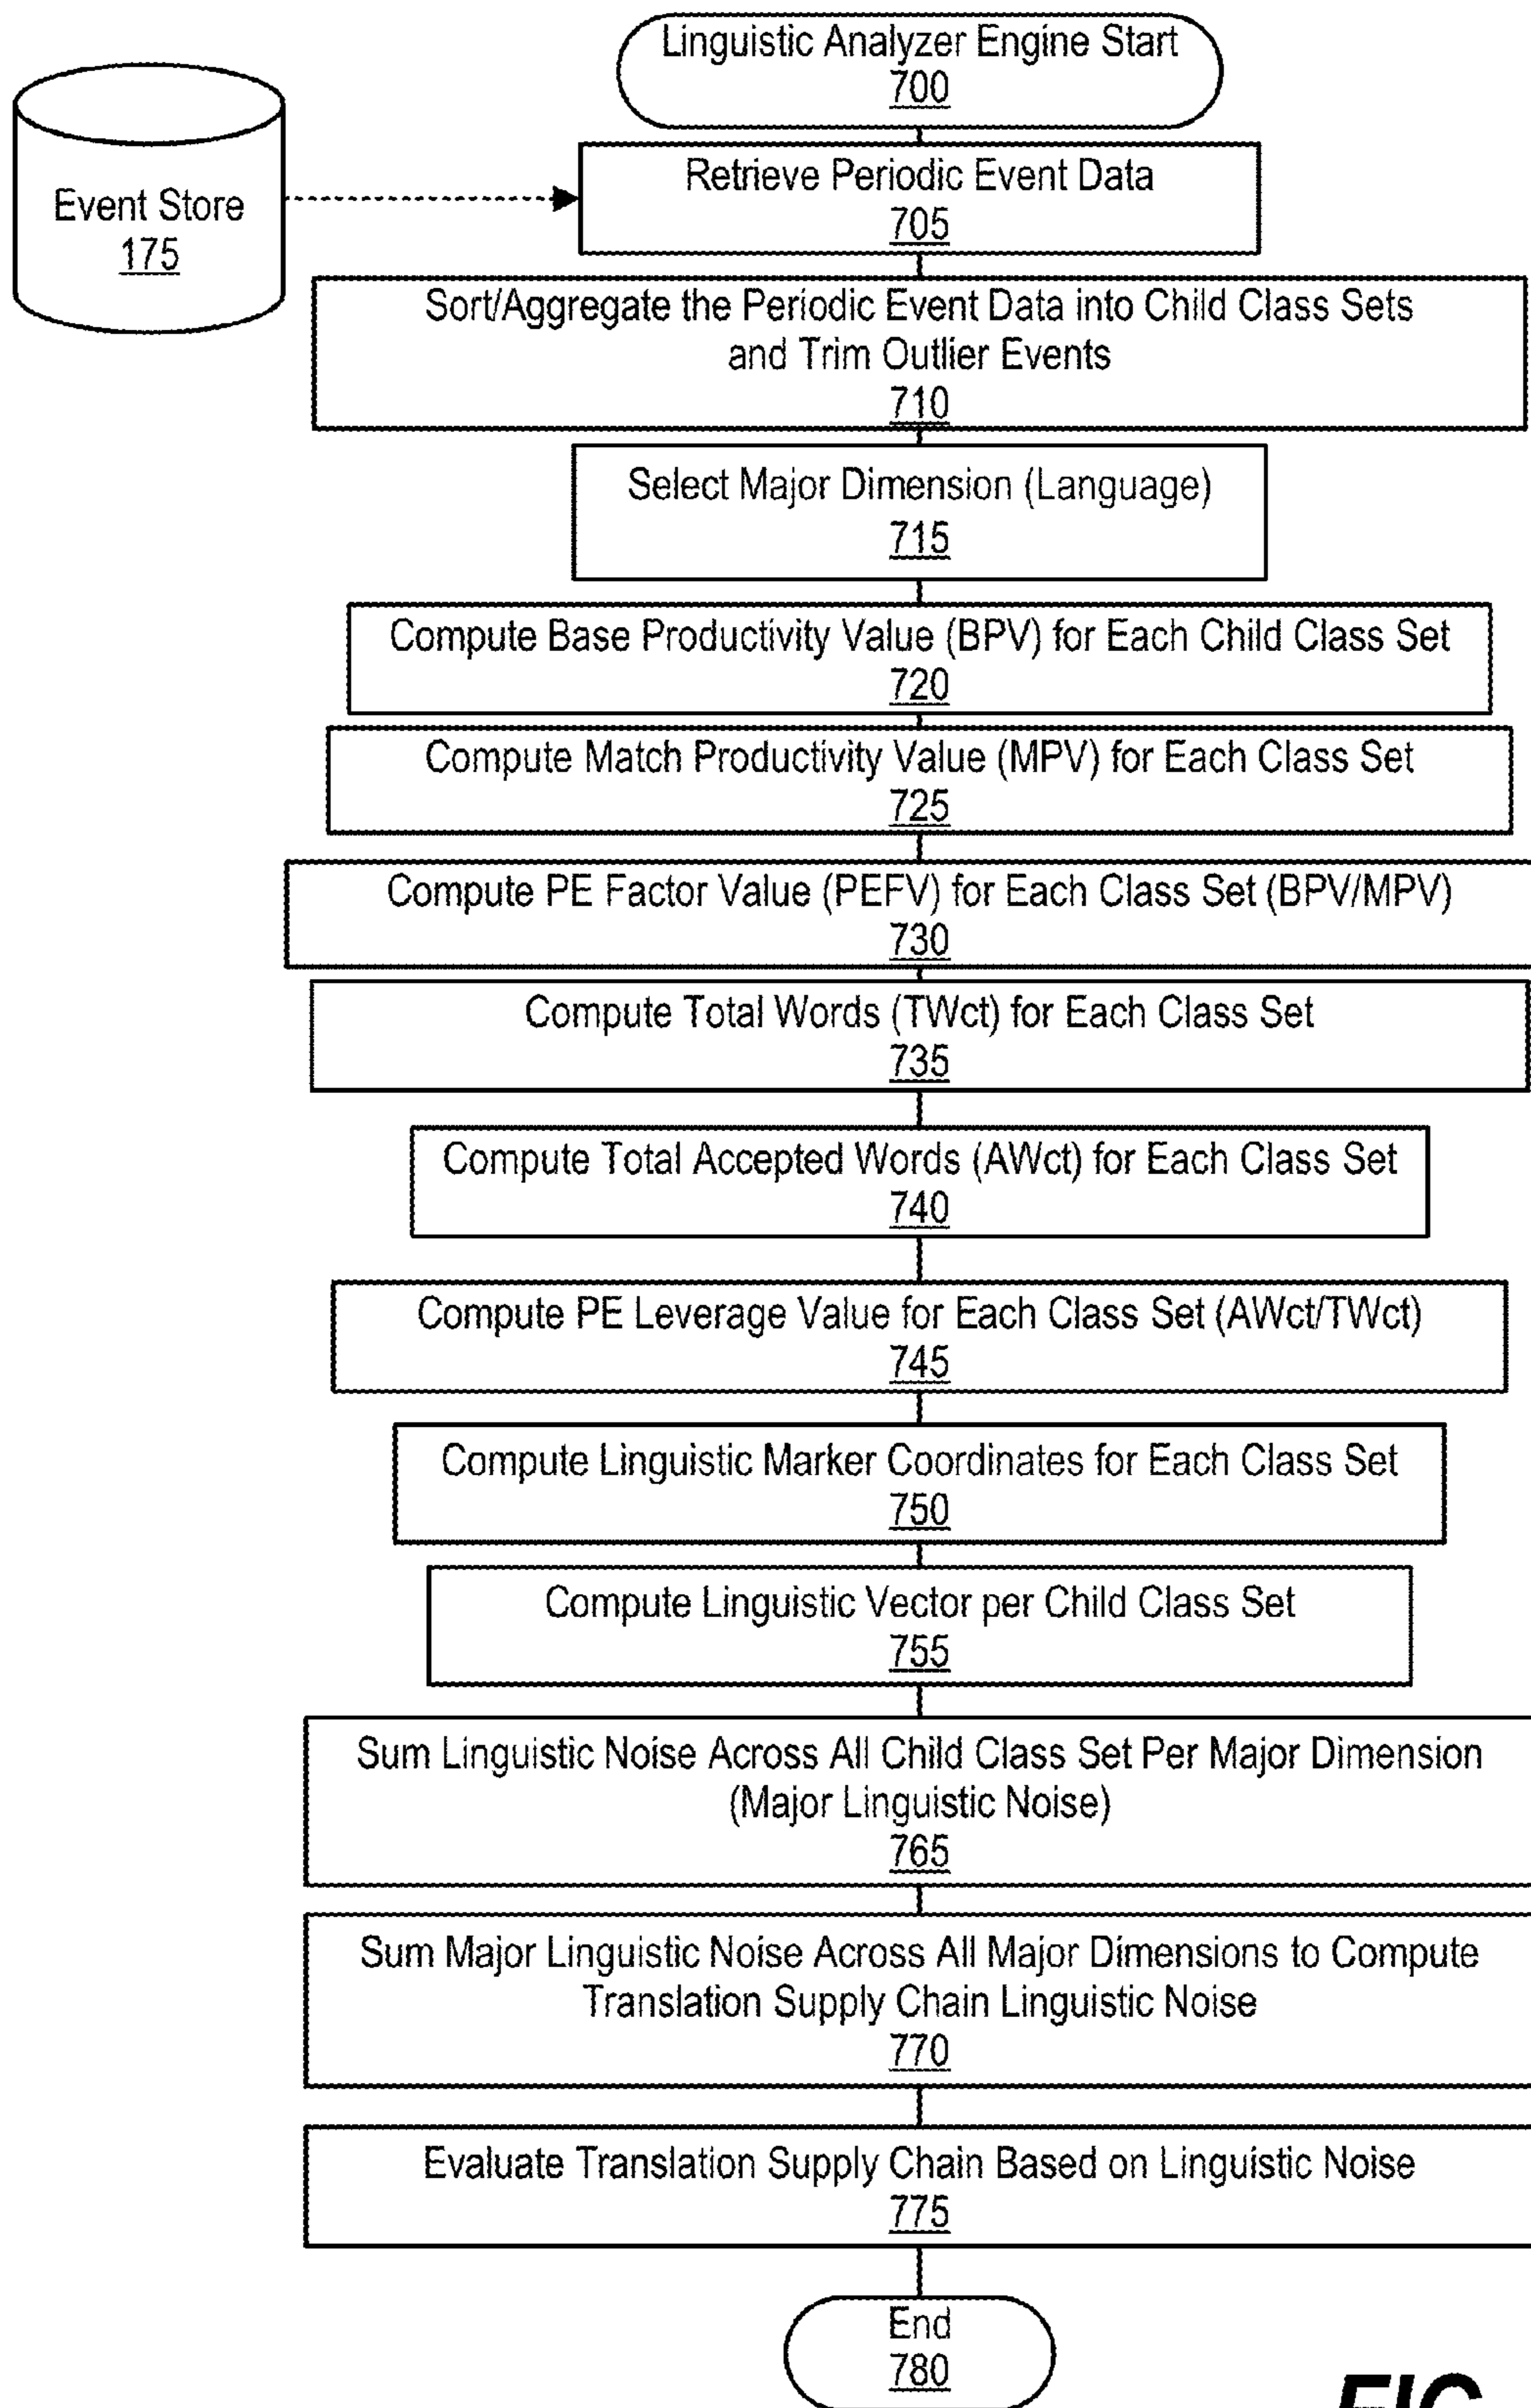 Linguistic Analyzer Engine Start
700
Event Store
175
Retrieve Periodic Event Data
705
Sort/Aggregate the Periodic Event Data into Child Class Sets
and Trim Outlier Events
710
Select Major Dimension (Language)
715
Compute Base Productivity Value (BPV) for Each Child Class Set
720
Compute Match Productivity Value (MPV) for Each Class Set
725
Compute PE Factor Value (PEFV) for Each Class Set (BPV/MPV)
730
Compute Total Words (TWct) for Each Class Set
735
Compute Total Accepted Words (AWct) for Each Class Set
740
Compute PE Leverage Value for Each Class Set (AWct/TWct)
745
Compute Linguistic Marker Coordinates for Each Class Set
750
Compute Linguistic Vector per Child Class Set
755
Sum Linguistic Noise Across All Child Class Set Per Major Dimension
(Major Linguistic Noise)
765
Sum Major Linguistic Noise Across All Major Dimensions to Compute
Translation Supply Chain Linguistic Noise
770
Evaluate Translation Supply Chain Based on Linguistic Noise
775
End
780
FIG